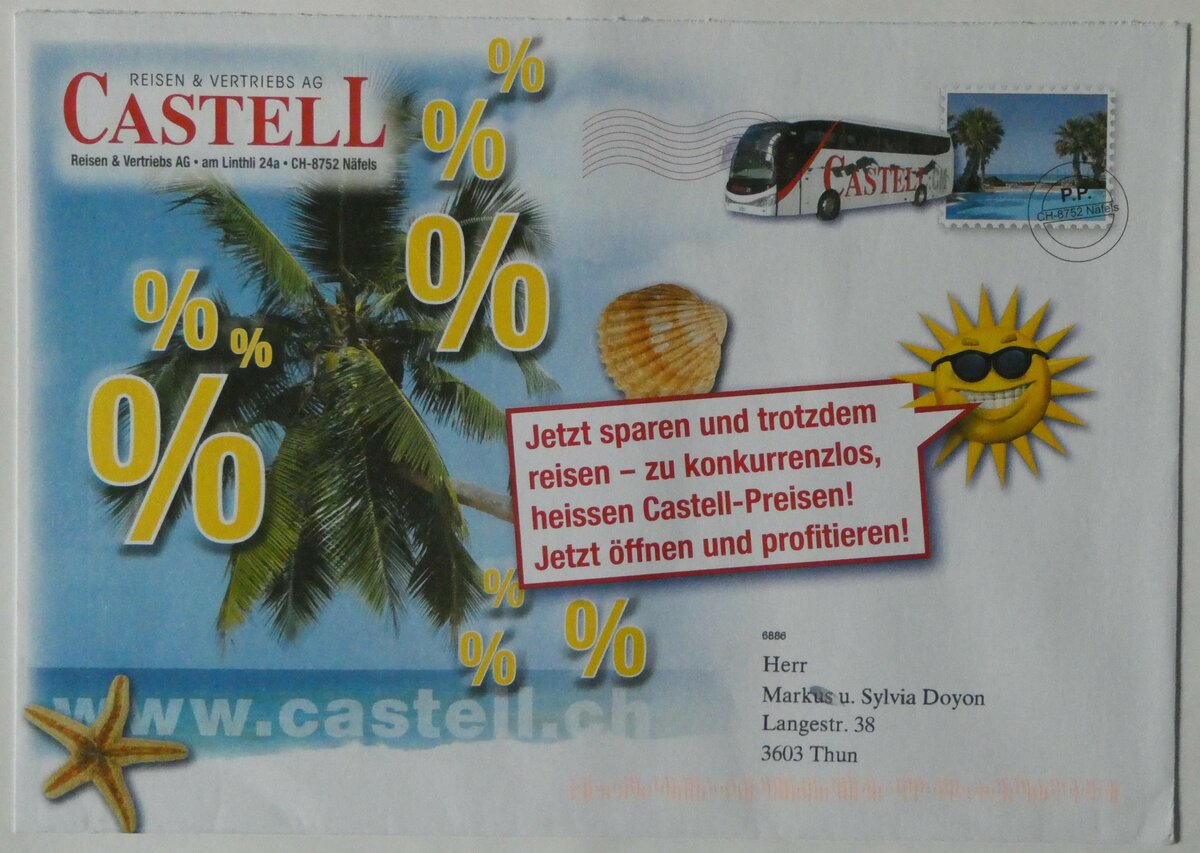 REISEN & VERTRIEBS AG
CASTELL
Reisen & Vertriebs AG • am Linthli 24a • CH-8752 Näfels
%
%
%
%
%
%
CASTELL
P.P.
CH-8752 Näfels
Jetzt sparen und trotzdem
reisen – zu konkurrenzlos,
heissen Castell-Preisen!
Jetzt öffnen und profitieren!
%
%
%
www.castell.ch
6886
Herr
Markus u. Sylvia Doyon
Langestr. 38
3603 Thun